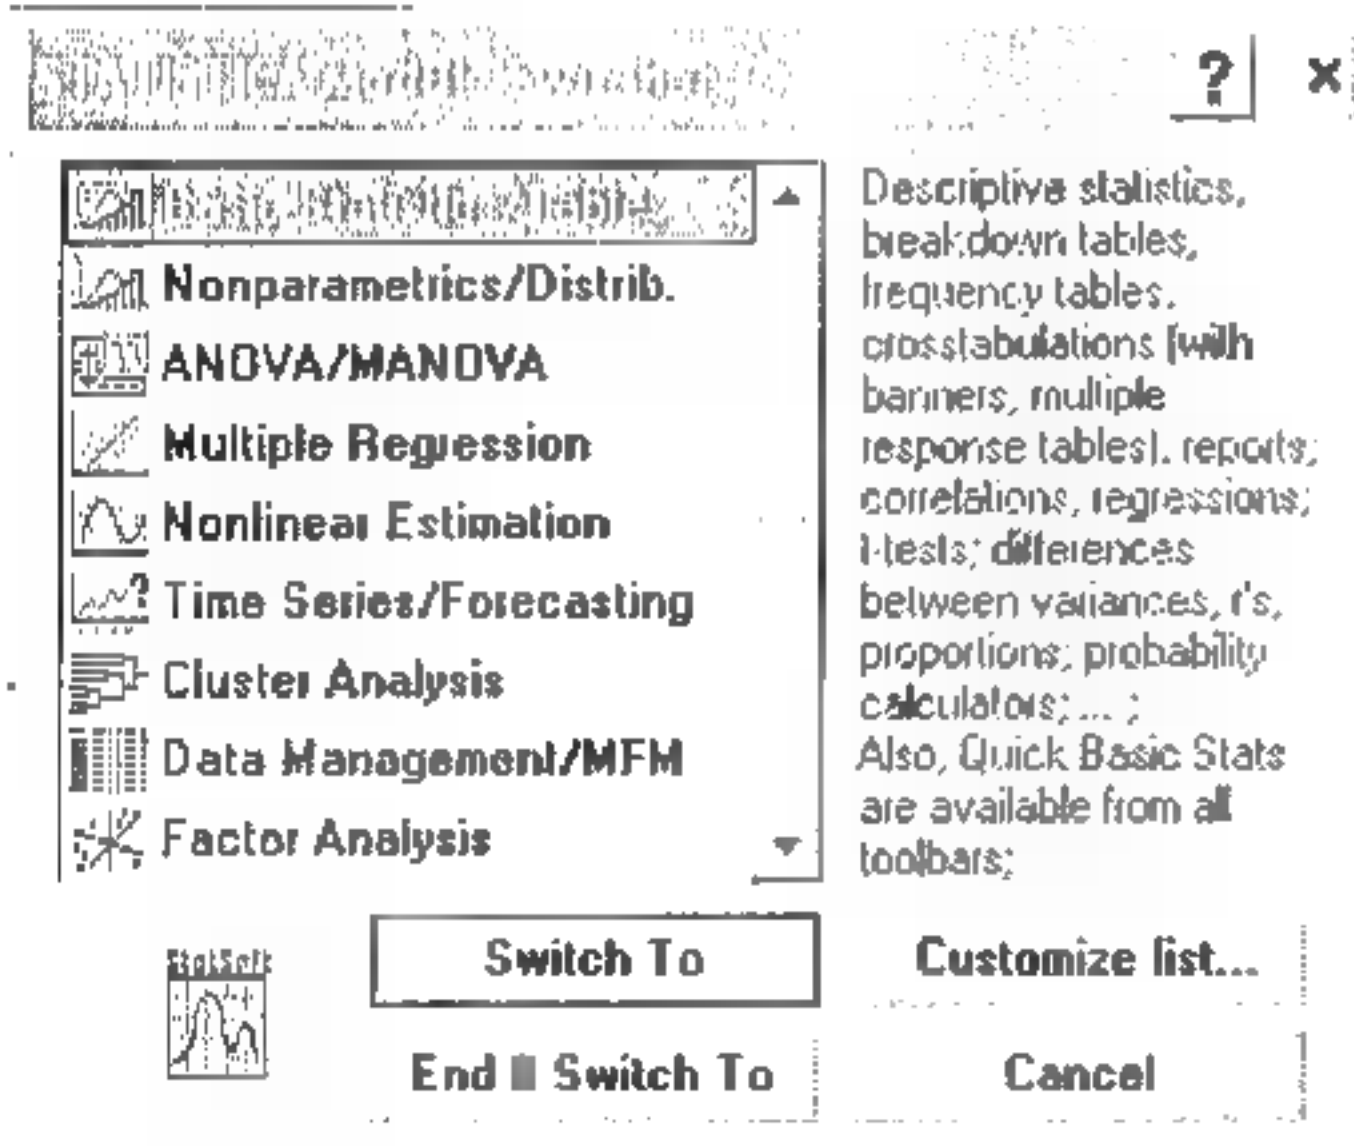 ?
×
Nonparametrics/Distrib.
ANOVA/MANOVA
Multiple Regression
Nonlinear Estimation
Time Series/Forecasting
Cluster Analysis
Data Management/MFM
Factor Analysis
Descriptive statistics,
breakdown tables,
frequency tables,
crosstabulations (with
banners, multiple
response tables), reports;
correlations, regressions;
t-tests; differences
between variances, r's,
proportions; probability
calculators; ... ;
Also, Quick Basic Stats
are available from all
toolbars;
StatSoft
Switch To
Customize list...
End Switch To
Cancel